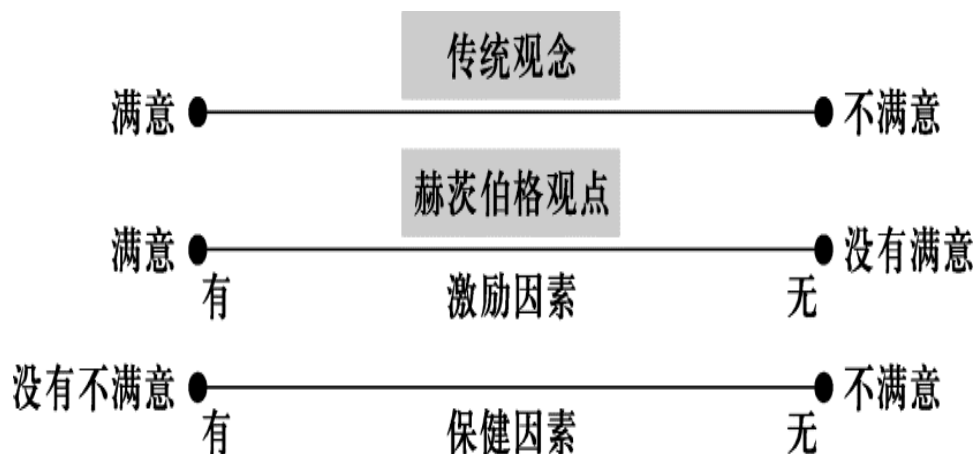 传统观念
满意 不满意
赫茨伯格观点
满意 没有满意
有 激励因素 无
没有不满意 不满意
有 保健因素 无